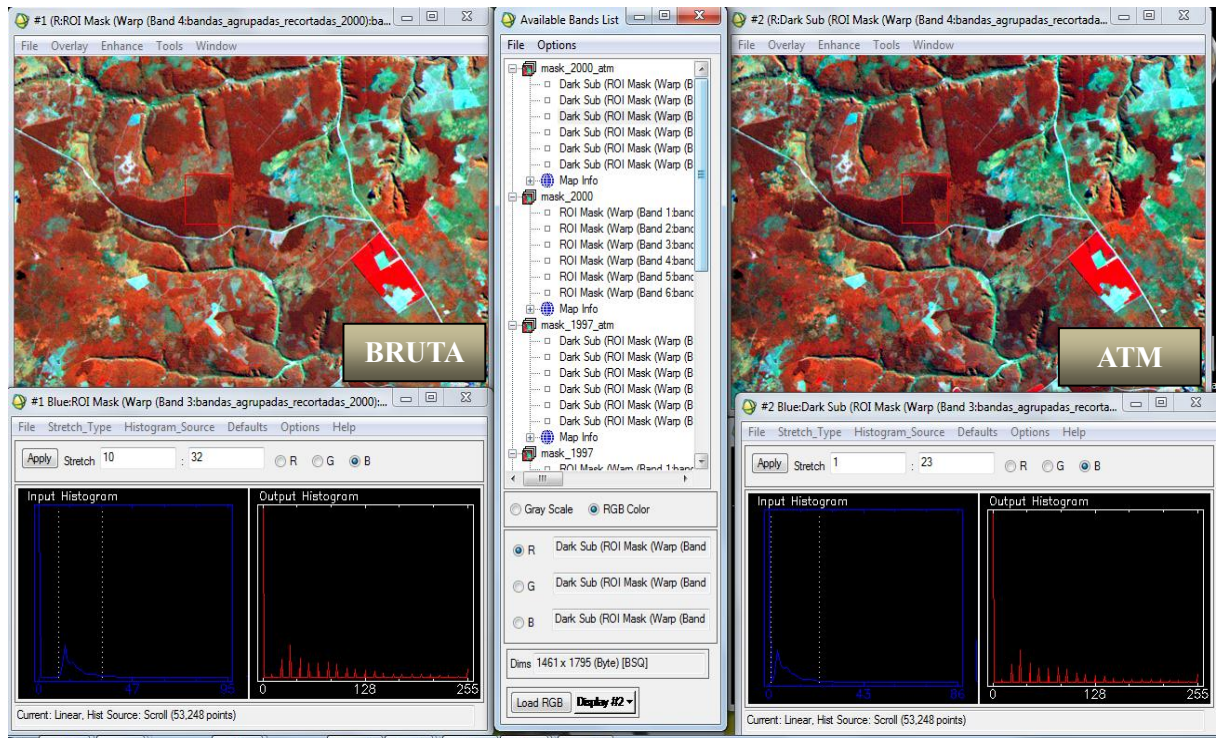 #1 (R:ROI Mask (Warp (Band 4:bandas_agrupadas_recortadas_2000):ba...
File Overlay Enhance Tools Window
BRUTA
#1 Blue:ROI Mask (Warp (Band 3:bandas_agrupadas_recortadas_2000):...
File Stretch_Type Histogram_Source Defaults Options Help
Apply Stretch 10 : 32 R G B
Input Histogram Output Histogram
0 47 0 128 255
Current: Linear, Hist Source: Scroll (53,248 points)
Available Bands List
File Options
mask_2000_atm
Dark Sub (ROI Mask (Warp (B
Dark Sub (ROI Mask (Warp (B
Dark Sub (ROI Mask (Warp (B
Dark Sub (ROI Mask (Warp (B
Dark Sub (ROI Mask (Warp (B
Dark Sub (ROI Mask (Warp (B
Map Info
mask_2000
ROI Mask (Warp (Band 1:banc
ROI Mask (Warp (Band 2:banc
ROI Mask (Warp (Band 3:banc
ROI Mask (Warp (Band 4:banc
ROI Mask (Warp (Band 5:banc
ROI Mask (Warp (Band 6:banc
Map Info
mask_1997_atm
Dark Sub (ROI Mask (Warp (B
Dark Sub (ROI Mask (Warp (B
Dark Sub (ROI Mask (Warp (B
Dark Sub (ROI Mask (Warp (B
Dark Sub (ROI Mask (Warp (B
Dark Sub (ROI Mask (Warp (B
Map Info
mask_1997
ROI Mask (Warp (Band 1:banc
Gray Scale RGB Color
R Dark Sub (ROI Mask (Warp (Band
G Dark Sub (ROI Mask (Warp (Band
B Dark Sub (ROI Mask (Warp (Band
Dims 1461 x 1795 (Byte) [BSQ]
Load RGB Display #2
#2 (R:Dark Sub (ROI Mask (Warp (Band 4:bandas_agrupadas_recortada...
File Overlay Enhance Tools Window
ATM
#2 Blue:Dark Sub (ROI Mask (Warp (Band 3:bandas_agrupadas_recorta...
File Stretch_Type Histogram_Source Defaults Options Help
Apply Stretch 1 : 23 R G B
Input Histogram Output Histogram
0 43 86 0 128 255
Current: Linear, Hist Source: Scroll (53,248 points)